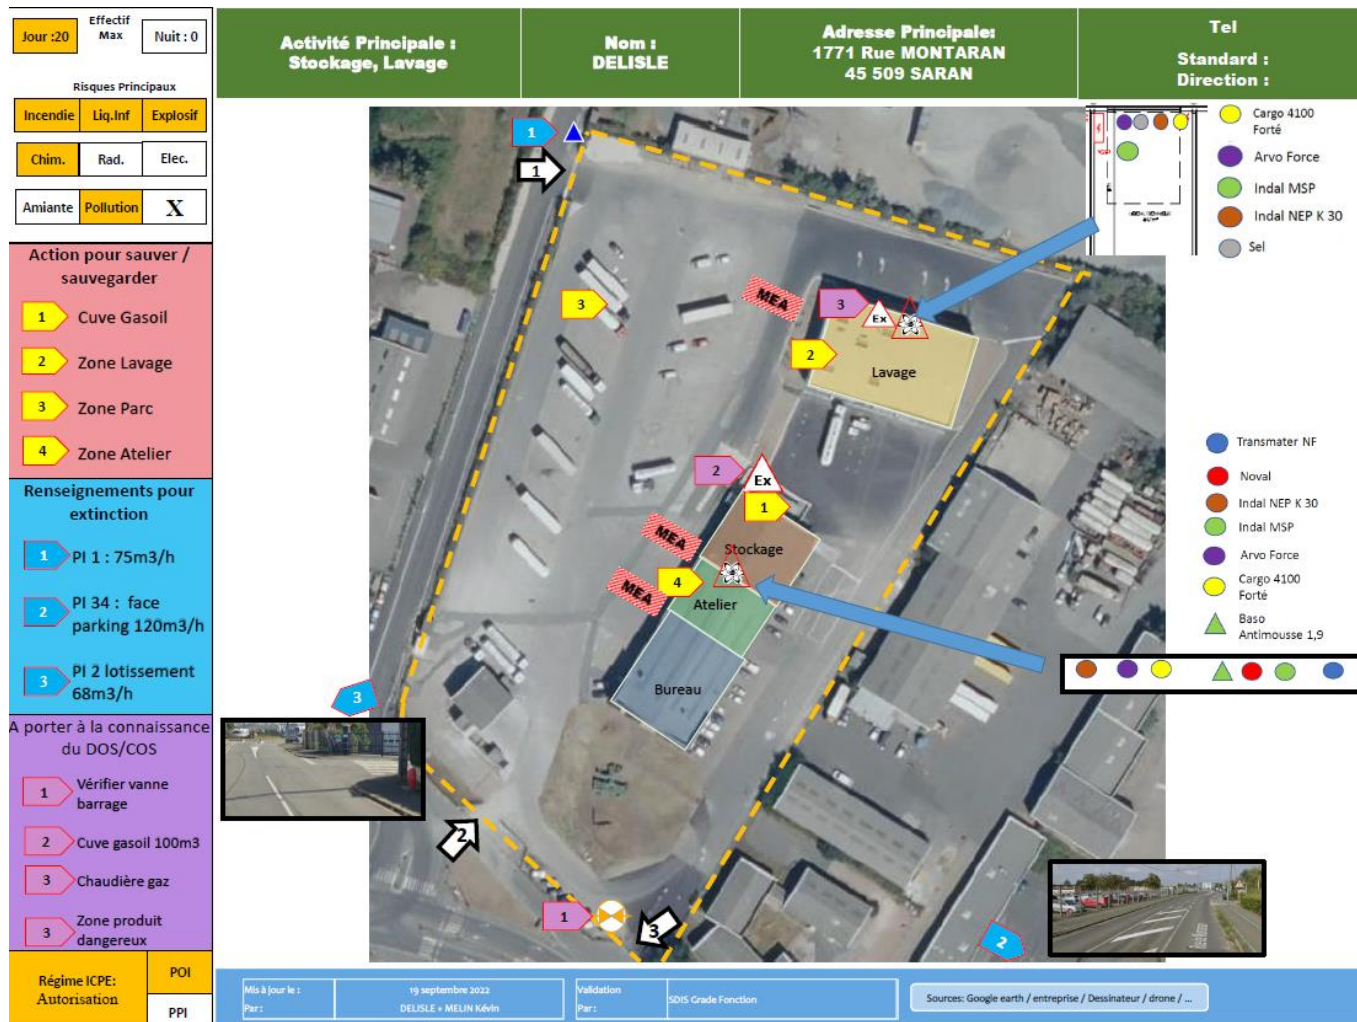 Jour :20
Effectif
Max
Nuit : 0
Risques Principaux
Incendie
Liq.Inf
Explosif
Chim.
Rad.
Elec.
Amiante
Pollution
X
Action pour sauver /
sauvegarder
1
Cuve Gasoil
2
Zone Lavage
3
Zone Parc
4
Zone Atelier
Renseignements pour
extinction
1
PI 1 : 75m3/h
2
PI 34 : face
parking 120m3/h
3
PI 2 lotissement
68m3/h
A porter à la connaissance
du DOS/COS
1
Vérifier vanne
barrage
2
Cuve gasoil 100m3
3
Chaudière gaz
3
Zone produit
dangereux
Régime ICPE:
Autorisation
POI
PPI
Activité Principale :
Stockage, Lavage
Nom :
DELISLE
Adresse Principale:
1771 Rue MONTARAN
45 509 SARAN
Tel
Standard :
Direction :
1
1
3
MEA
3
Ex
2
Lavage
2
Ex
1
MEA
Stockage
4
MEA
Atelier
Bureau
3
2
1
3
2
Cargo 4100
Forté
Arvo Force
Indal MSP
Indal NEP K 30
Sel
Transmater NF
Noval
Indal NEP K 30
Indal MSP
Arvo Force
Cargo 4100
Forté
Baso
Antimousse 1,9
Mis à jour le :
19 septembre 2022
Par :
DELISLE + MELIN Kévin
Validation
Par :
SDIS Grade Fonction
Sources: Google earth / entreprise / Dessinateur / drone / ...